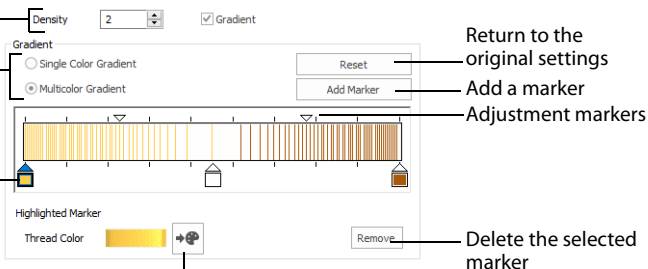 Density 2 Gradient
Gradient
Single Color Gradient
Reset
Return to the
original settings
Multicolor Gradient
Add Marker
Add a marker
Adjustment markers
Highlighted Marker
Thread Color
Remove
Delete the selected
marker